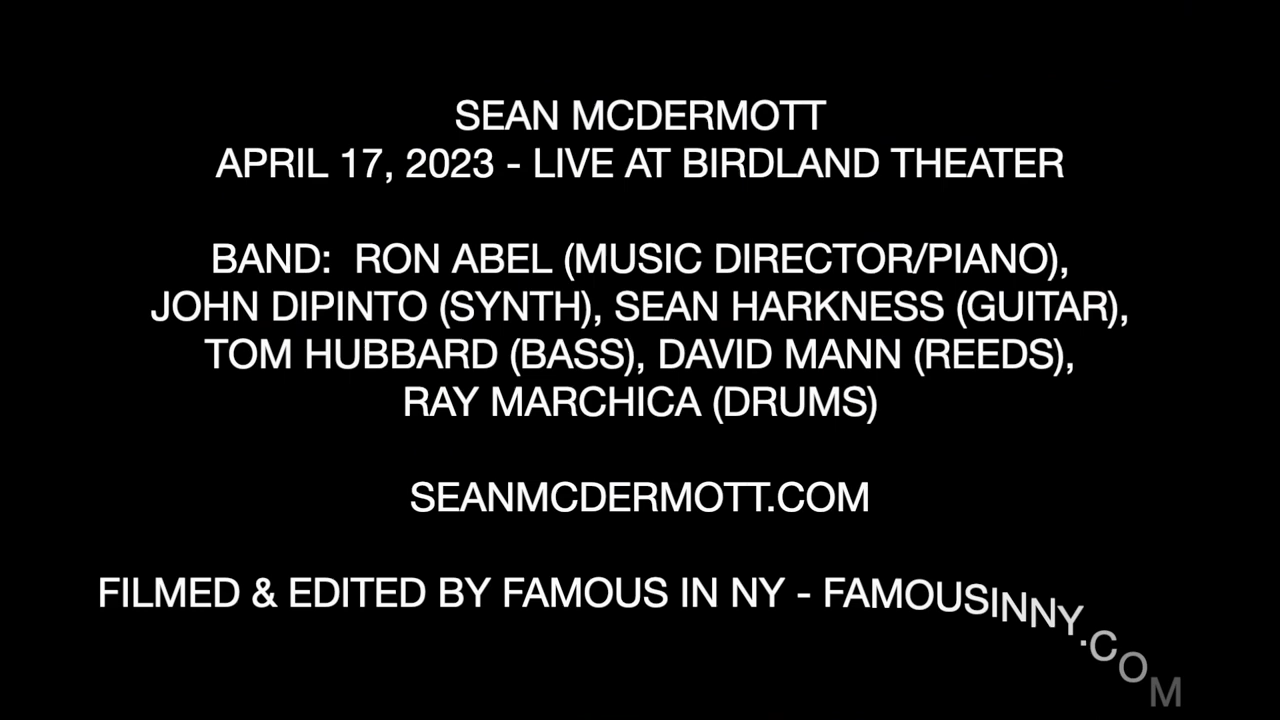 SEAN MCDERMOTT
APRIL 17, 2023 - LIVE AT BIRDLAND THEATER
BAND:  RON ABEL (MUSIC DIRECTOR/PIANO),
JOHN DIPINTO (SYNTH), SEAN HARKNESS (GUITAR),
TOM HUBBARD (BASS), DAVID MANN (REEDS),
RAY MARCHICA (DRUMS)
SEANMCDERMOTT.COM
FILMED & EDITED BY FAMOUS IN NY - FAMOUSINNY.COM